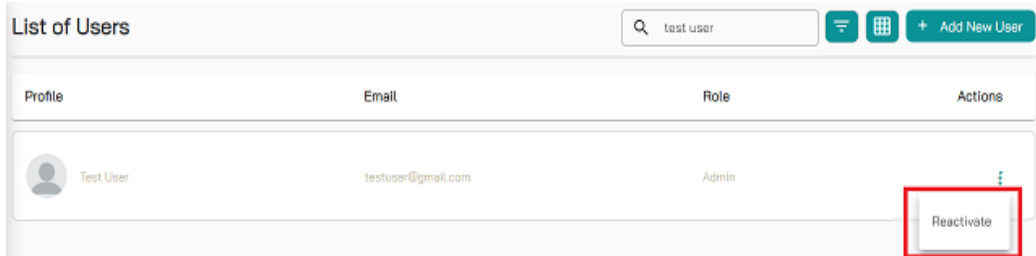 List of Users
test user
+ Add New User
Profile Email Role Actions
Test User testuser@gmail.com Admin
Reactivate